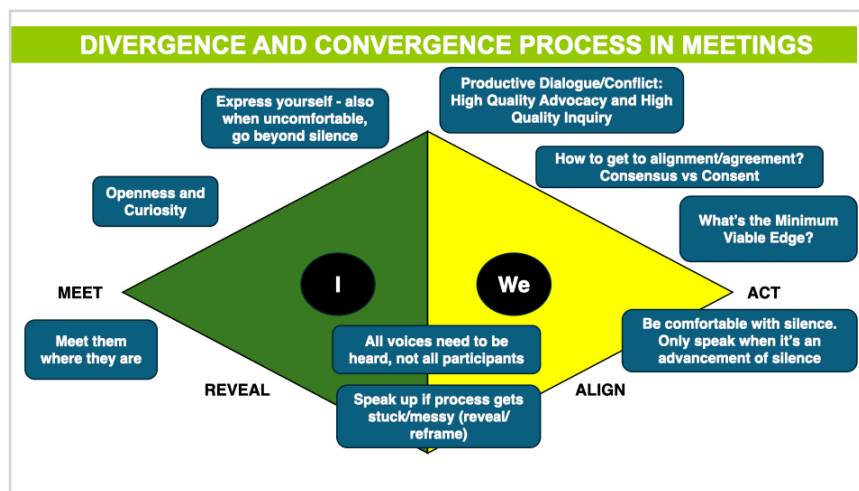 DIVERGENCE AND CONVERGENCE PROCESS IN MEETINGS
Express yourself - also
when uncomfortable,
go beyond silence
Productive Dialogue/Conflict:
High Quality Advocacy and High
Quality Inquiry
How to get to alignment/agreement?
Consensus vs Consent
Openness and
Curiosity
What's the Minimum
Viable Edge?
I
We
MEET
ACT
Meet them
where they are
All voices need to be
heard, not all participants
Be comfortable with silence.
Only speak when it's an
advancement of silence
REVEAL
ALIGN
Speak up if process gets
stuck/messy (reveal/
reframe)